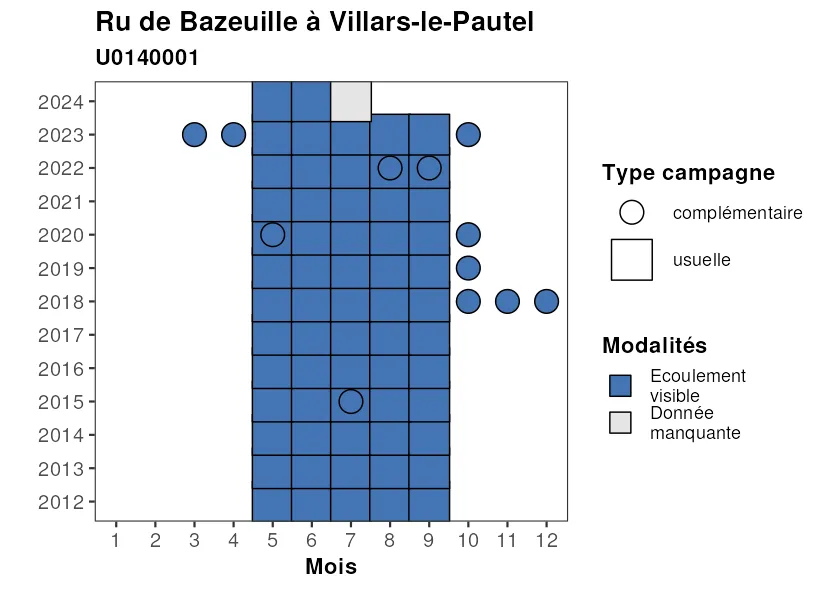 Ru de Bazeuille à Villars-le-Pautel
U0140001
2024
2023
2022
2021
2020
2019
2018
2017
2016
2015
2014
2013
2012
1 2 3 4 5 6 7 8 9 10 11 12
Mois
Type campagne
complémentaire
usuelle
Modalités
Ecoulement
visible
Donnée
manquante